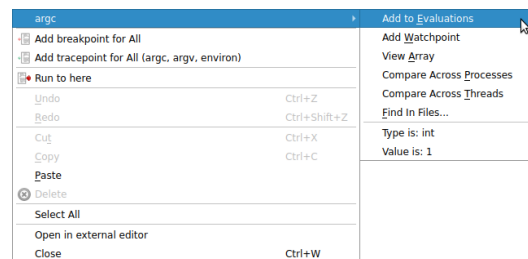 argc
Add breakpoint for All
Add tracepoint for All (argc, argv, environ)
Run to here
Undo Ctrl+Z
Redo Ctrl+Shift+Z
Cut Ctrl+X
Copy Ctrl+C
Paste
Delete
Select All
Open in external editor
Close Ctrl+W
Add to Evaluations
Add Watchpoint
View Array
Compare Across Processes
Compare Across Threads
Find In Files...
Type is: int
Value is: 1